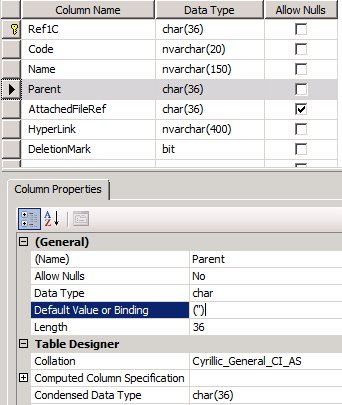 Column Name Data Type Allow Nulls
Ref1C char(36)
Code nvarchar(20)
Name nvarchar(150)
Parent char(36)
AttachedFileRef char(36)
HyperLink nvarchar(400)
DeletionMark bit
Column Properties
(General)
(Name) Parent
Allow Nulls No
Data Type char
Default Value or Binding ('')
Length 36
Table Designer
Collation Cyrillic_General_CI_AS
Computed Column Specification
Condensed Data Type char(36)